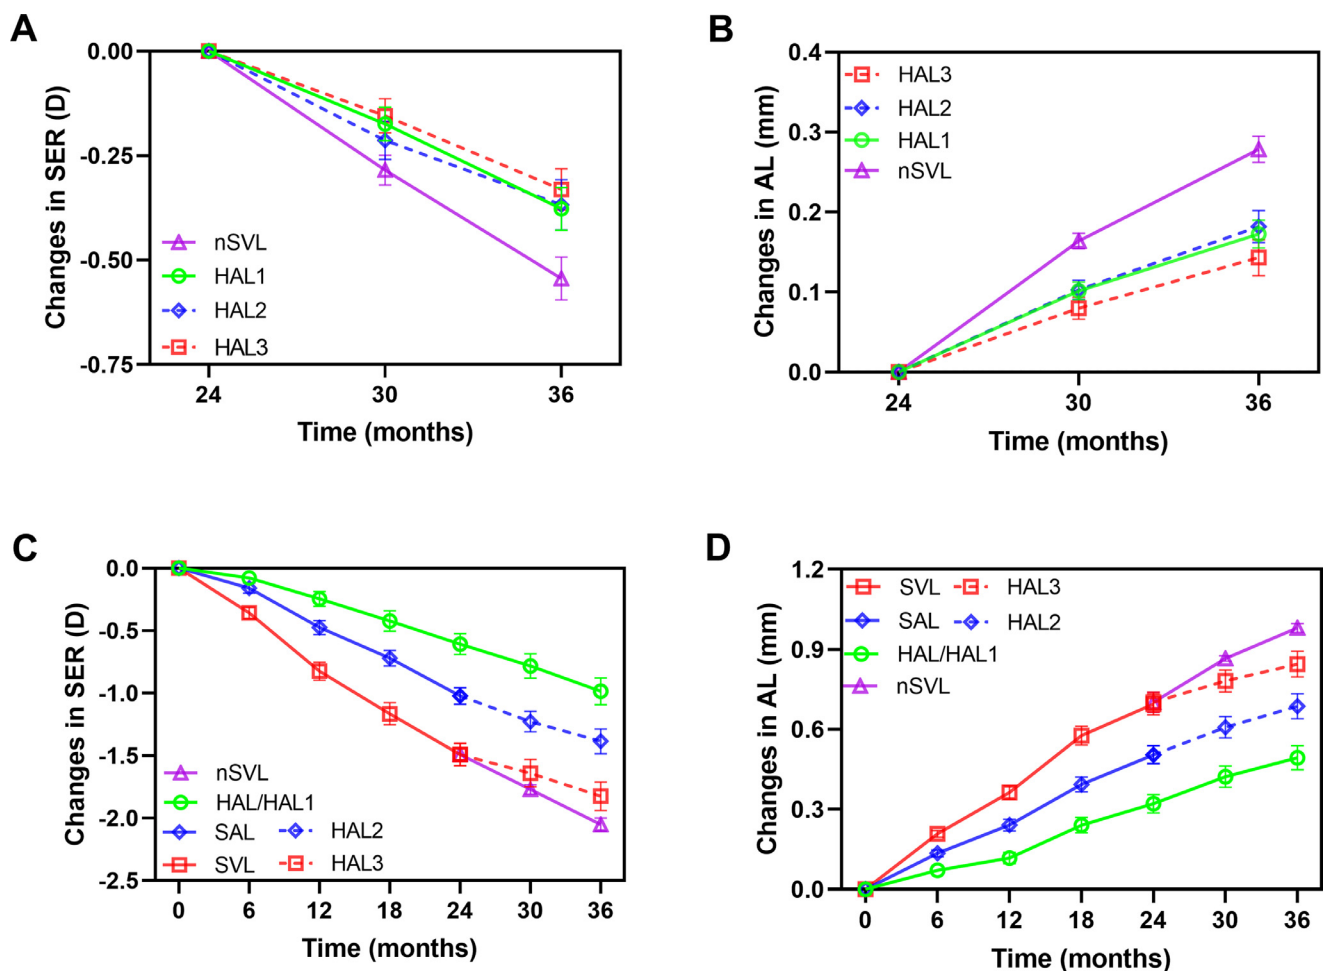 A
0.00
-0.25
-0.50
-0.75
Changes in SER (D)
nSVL
HAL1
HAL2
HAL3
24 30 36
Time (months)
B
0.4
0.3
0.2
0.1
0.0
Changes in AL (mm)
HAL3
HAL2
HAL1
nSVL
24 30 36
Time (months)
C
0.0
-0.5
-1.0
-1.5
-2.0
-2.5
Changes in SER (D)
nSVL
HAL/HAL1
SAL HAL2
SVL HAL3
0 6 12 18 24 30 36
Time (months)
D
1.2
0.9
0.6
0.3
0.0
Changes in AL (mm)
SVL HAL3
SAL HAL2
HAL/HAL1
nSVL
0 6 12 18 24 30 36
Time (months)